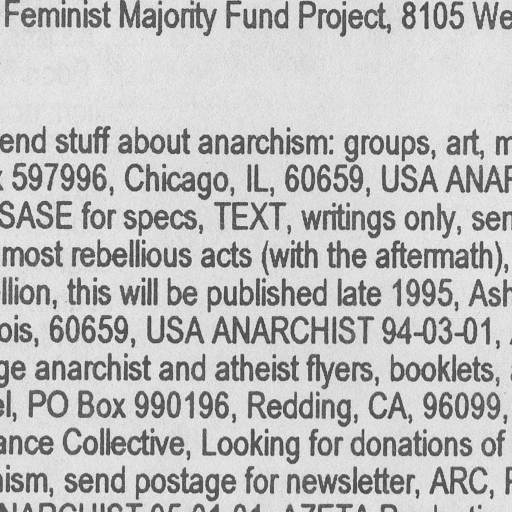 Feminist Majority Fund Project, 8105 We
end stuff about anarchism: groups, art, m
597996, Chicago, IL, 60659, USA ANAR
SASE for specs, TEXT, writings only, sen
most rebellious acts (with the aftermath),
llion, this will be published late 1995, Ash
ois, 60659, USA ANARCHIST 94-03-01,
ge anarchist and atheist flyers, booklets,
el, PO Box 990196, Redding, CA, 96099,
ance Collective, Looking for donations of
nism, send postage for newsletter, ARC,